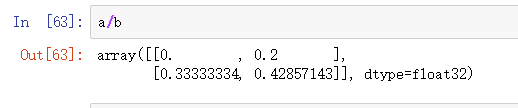 In [63]: a/b
Out[63]: array([[0.        , 0.2       ],
       [0.33333334, 0.42857143]], dtype=float32)